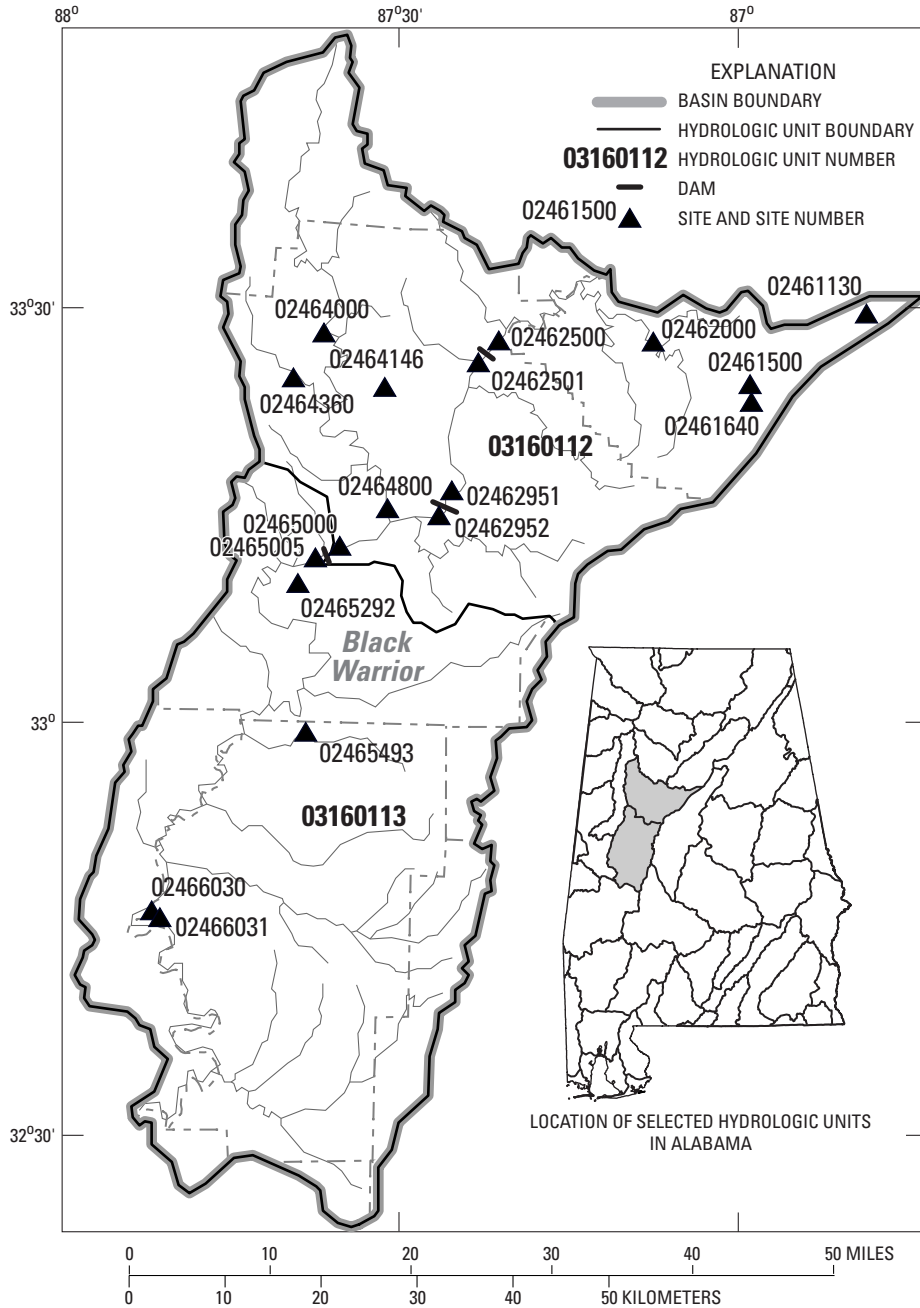 88°
87°30'
87°
EXPLANATION
BASIN BOUNDARY
HYDROLOGIC UNIT BOUNDARY
03160112 HYDROLOGIC UNIT NUMBER
DAM
02461500 SITE AND SITE NUMBER
33°30'
02461130
02464000
02462500
02462000
02464146
02461500
02462501
02464360
02461640
03160112
02464800
02462951
02465000
02462952
02465005
02465292
Black
Warrior
33°
02465493
03160113
02466030
02466031
32°30'
LOCATION OF SELECTED HYDROLOGIC UNITS
IN ALABAMA
0 10 20 30 40 50 MILES
0 10 20 30 40 50 KILOMETERS